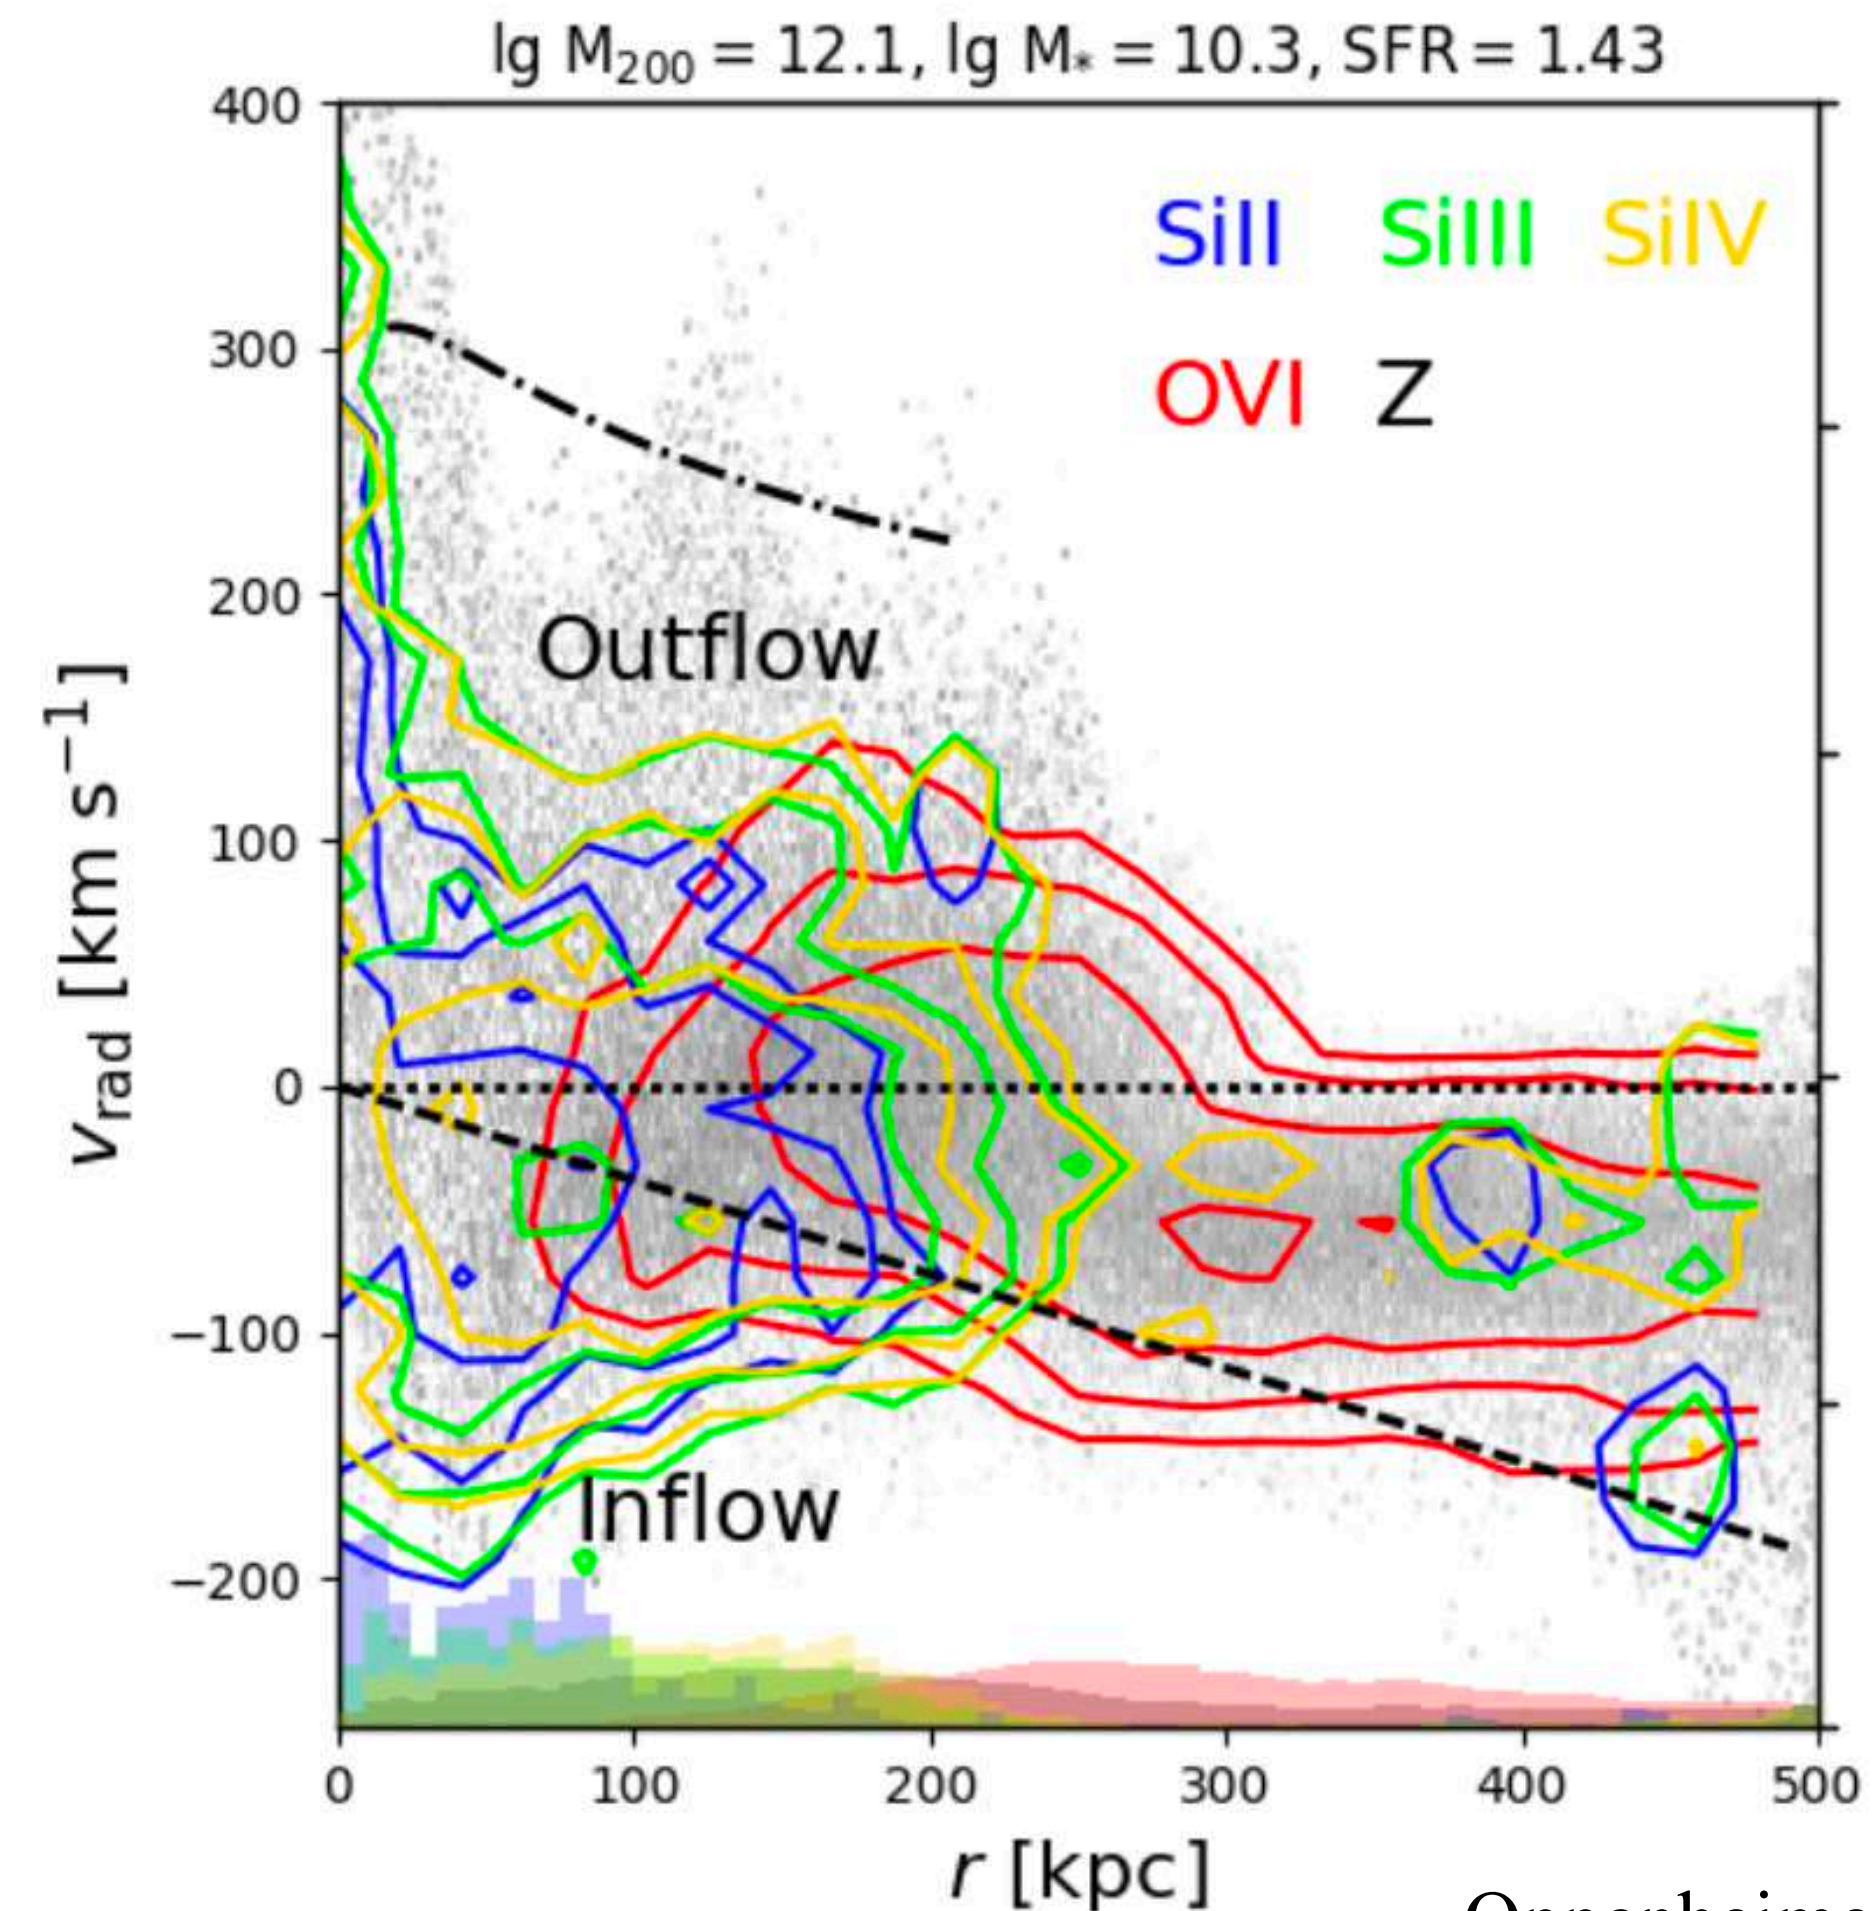 lg M₂₀₀ = 12.1, lg M* = 10.3, SFR = 1.43
400
300
200
100
0
−100
−200
v_rad [km s⁻¹]
SiII SiIII SiIV
OVI Z
Outflow
Inflow
0 100 200 300 400 500
r [kpc]